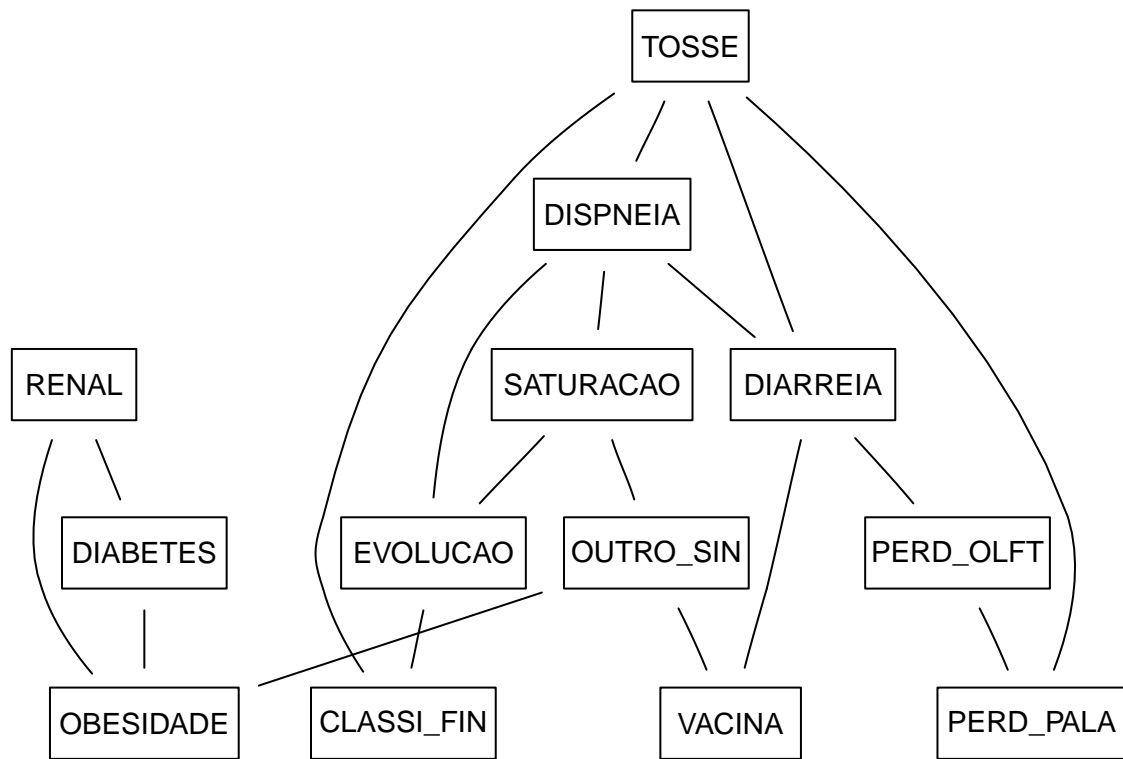 TOSSE
DISPNEIA
RENAL
SATURACAO
DIARREIA
DIABETES
EVOLUCAO
OUTRO_SIN
PERD_OLFT
OBESIDADE
CLASSI_FIN
VACINA
PERD_PALA